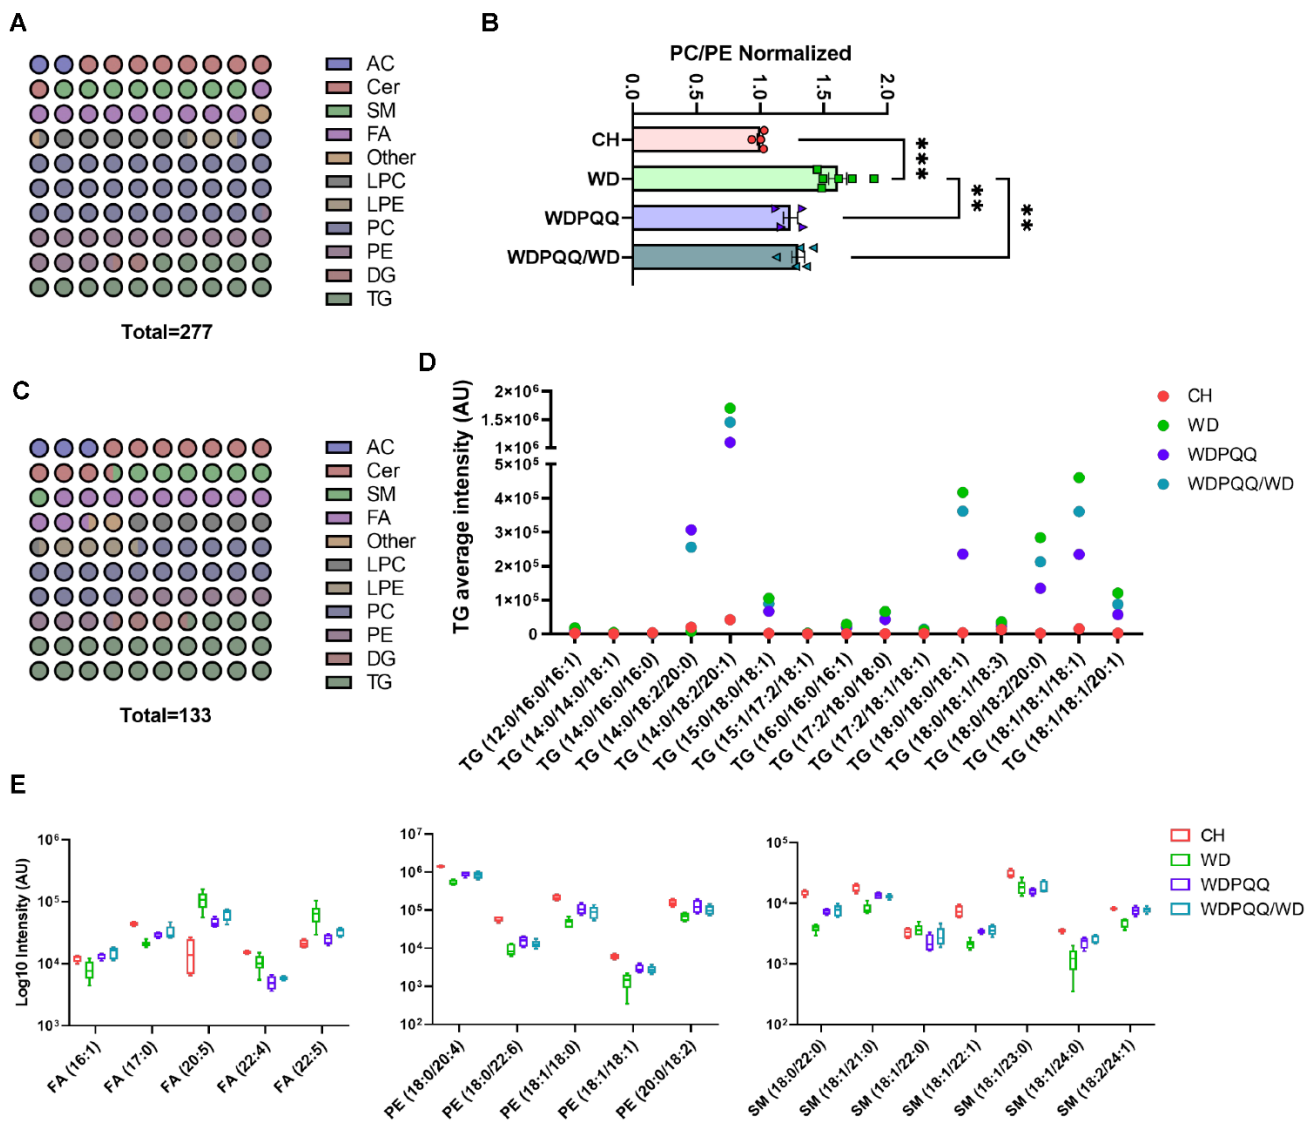 A
AC
Cer
SM
FA
Other
LPC
LPE
PC
PE
DG
TG
Total=277
B
PC/PE Normalized
0.0
0.5
1.0
1.5
2.0
CH
WD
WDPQQ
WDPQQ/WD
***
**
**
C
AC
Cer
SM
FA
Other
LPC
LPE
PC
PE
DG
TG
Total=133
D
TG average intensity (AU)
2×10⁶
1.5×10⁶
1×10⁶
5×10⁵
4×10⁵
3×10⁵
2×10⁵
1×10⁵
0
TG (12:0/16:0/16:1)
TG (14:0/14:0/18:1)
TG (14:0/16:0/16:0)
TG (14:0/18:2/20:0)
TG (14:0/18:2/20:1)
TG (15:0/18:0/18:1)
TG (15:1/17:2/18:1)
TG (16:0/16:0/16:1)
TG (17:2/18:0/18:0)
TG (17:2/18:1/18:1)
TG (18:0/18:0/18:1)
TG (18:0/18:1/18:3)
TG (18:0/18:2/20:0)
TG (18:1/18:1/18:1)
TG (18:1/18:1/20:1)
CH
WD
WDPQQ
WDPQQ/WD
E
Log10 Intensity (AU)
10⁶
10⁵
10⁴
10³
FA (16:1)
FA (17:0)
FA (20:5)
FA (22:4)
FA (22:5)
10⁷
10⁶
10⁵
10⁴
10³
10²
PE (18:0/20:4)
PE (18:0/22:6)
PE (18:1/18:0)
PE (18:1/18:1)
PE (20:0/18:2)
10⁵
10⁴
10³
10²
SM (18:0/22:0)
SM (18:1/21:0)
SM (18:1/22:0)
SM (18:1/22:1)
SM (18:1/23:0)
SM (18:1/24:0)
SM (18:2/24:1)
CH
WD
WDPQQ
WDPQQ/WD